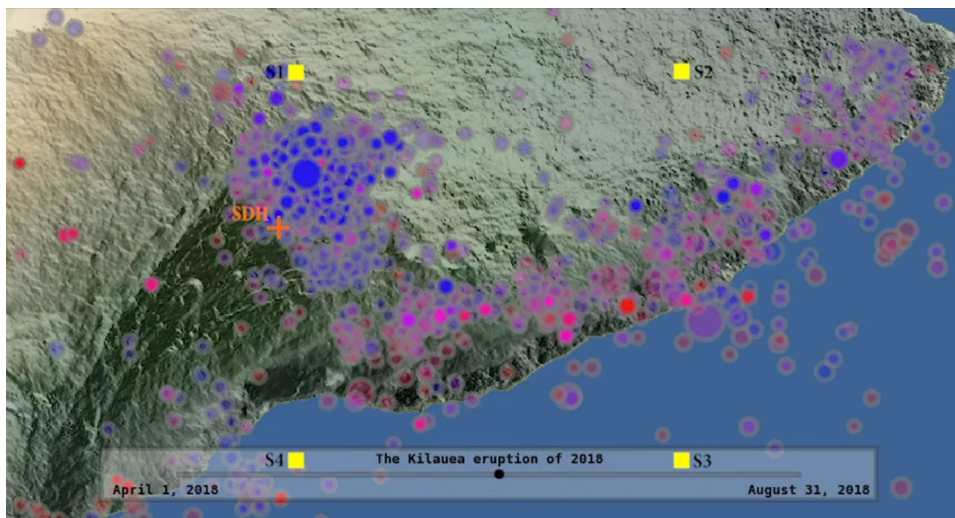 S1
S2
SDH
S4
The Kilauea eruption of 2018
S3
April 1, 2018
August 31, 2018